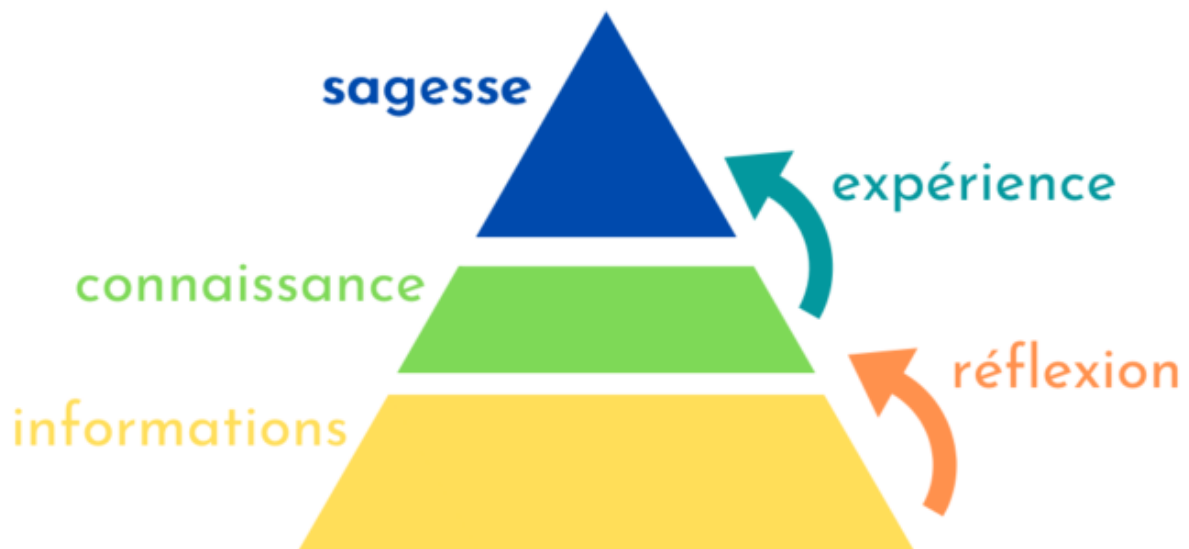 sagesse
expérience
connaissance
réflexion
informations